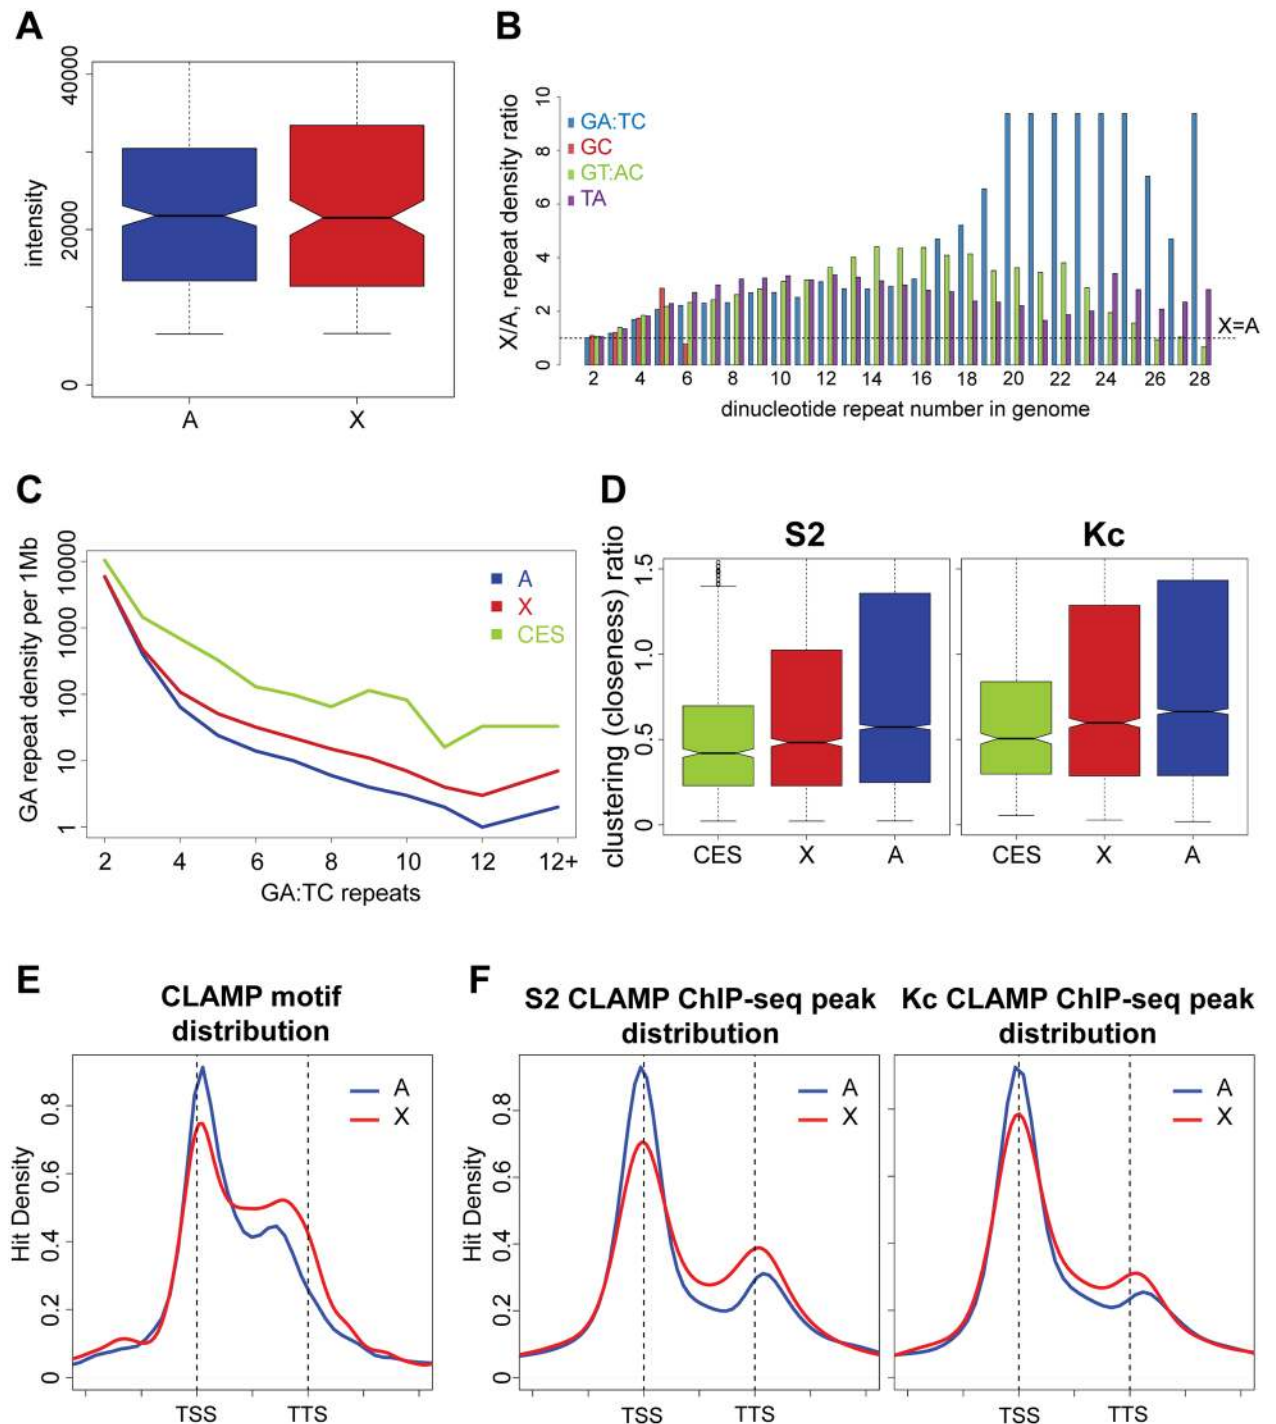 A
intensity
40000
20000
0
A X
B
X/A, repeat density ratio
10
8
6
4
2
0
GA:TC
GC
GT:AC
TA
X=A
2 4 6 8 10 12 14 16 18 20 22 24 26 28
dinucleotide repeat number in genome
C
GA repeat density per 1Mb
10000
1000
100
10
1
A
X
CES
2 4 6 8 10 12 12+
GA:TC repeats
D
S2 Kc
clustering (closeness) ratio
1.5
1.0
0.5
0
CES X A CES X A
E
CLAMP motif
distribution
Hit Density
0.8
0.6
0.4
0.2
0
A
X
TSS TTS
F
S2 CLAMP ChIP-seq peak
distribution
Hit Density
0.8
0.6
0.4
0.2
0
A
X
TSS TTS
Kc CLAMP ChIP-seq peak
distribution
A
X
TSS TTS